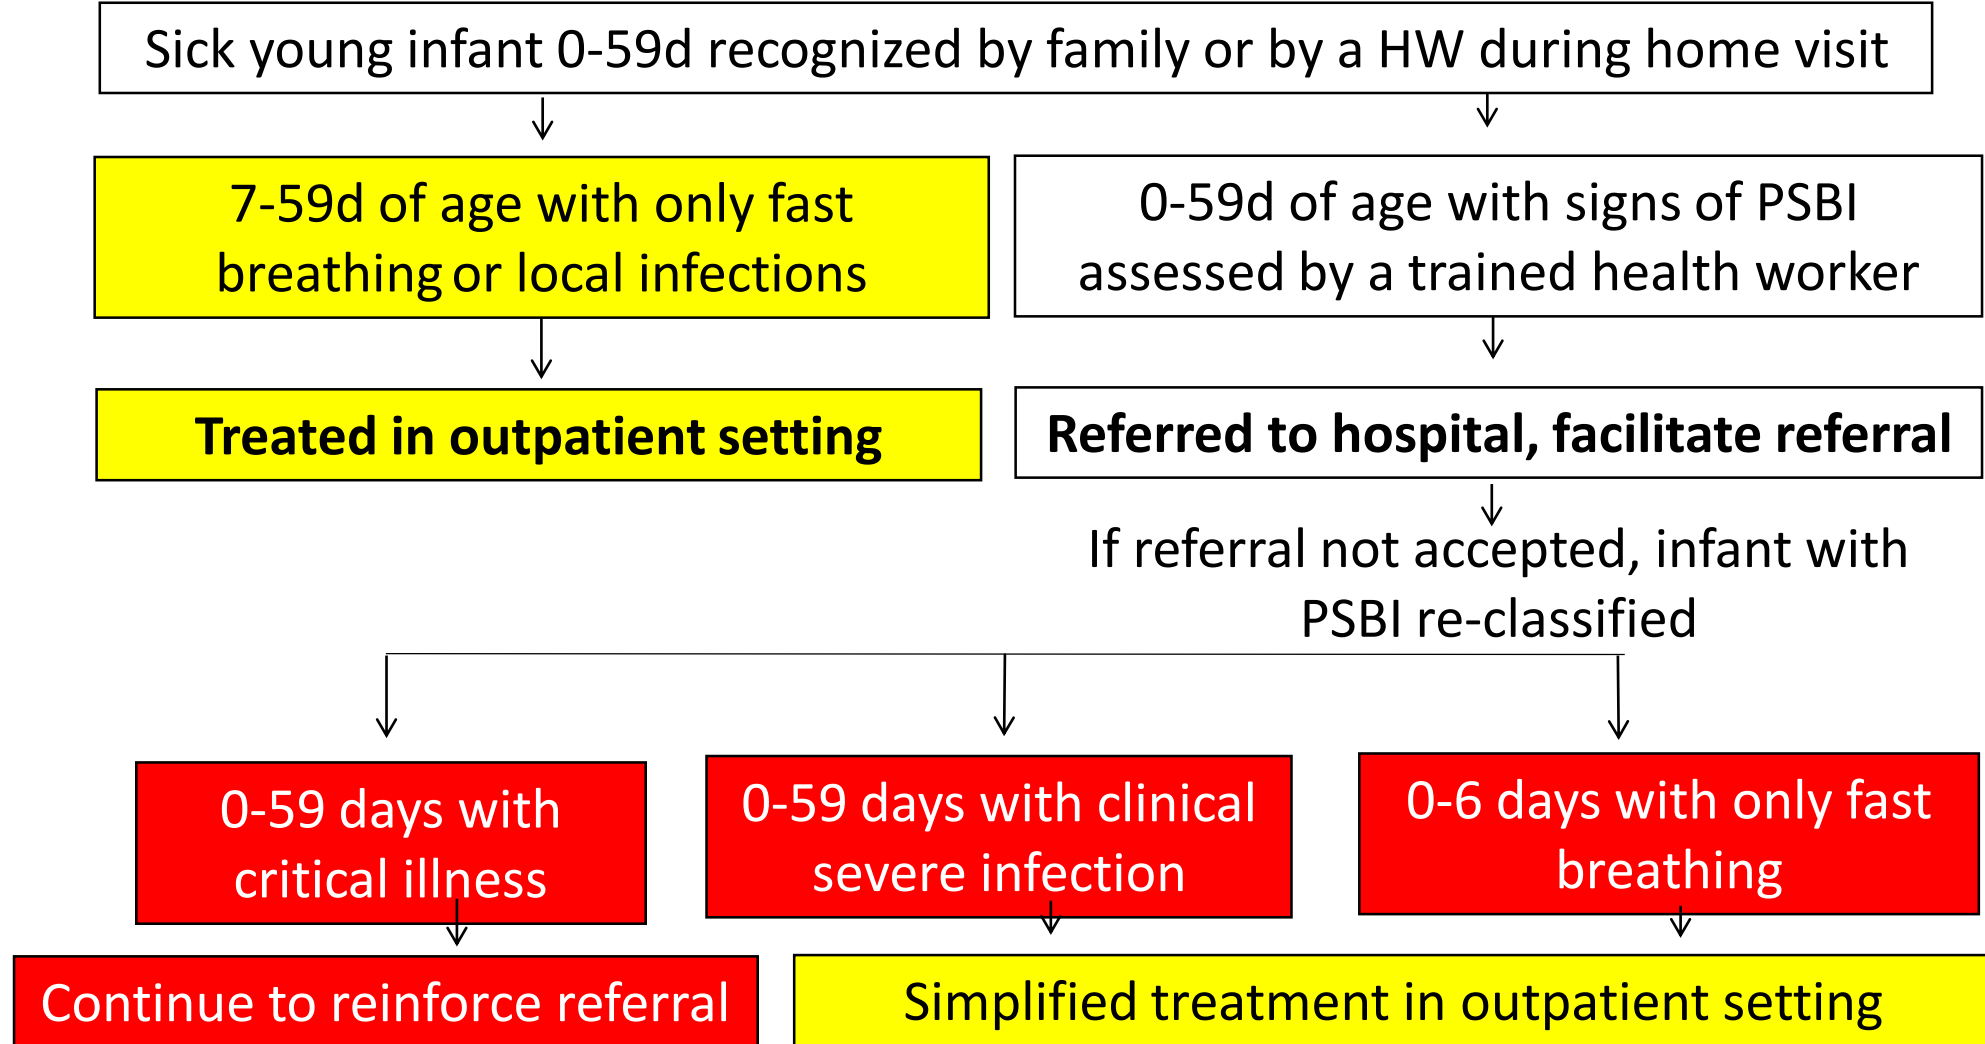 Sick young infant 0-59d recognized by family or by a HW during home visit
7-59d of age with only fast
breathing or local infections
0-59d of age with signs of PSBI
assessed by a trained health worker
Treated in outpatient setting
Referred to hospital, facilitate referral
If referral not accepted, infant with
PSBI re-classified
0-59 days with
critical illness
0-59 days with clinical
severe infection
0-6 days with only fast
breathing
Continue to reinforce referral
Simplified treatment in outpatient setting